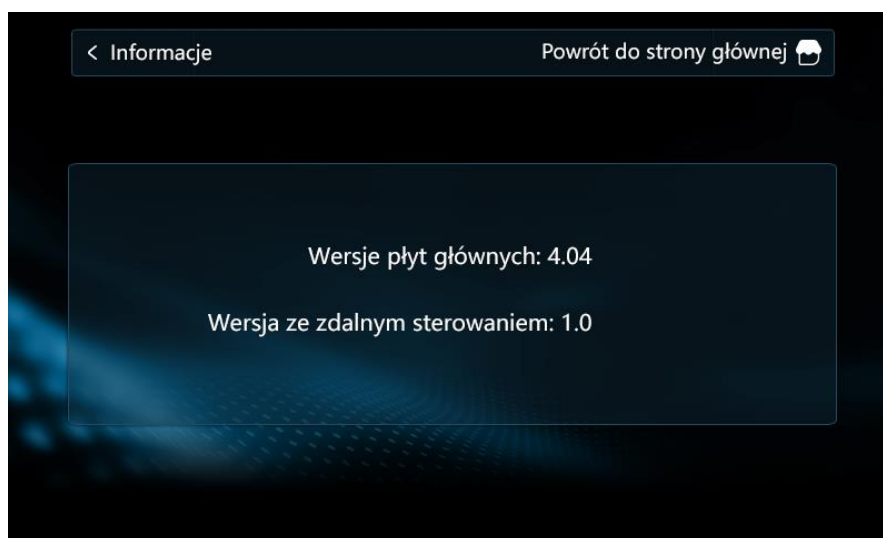 < Informacje
Powrót do strony głównej
Wersje płyt głównych: 4.04
Wersja ze zdalnym sterowaniem: 1.0